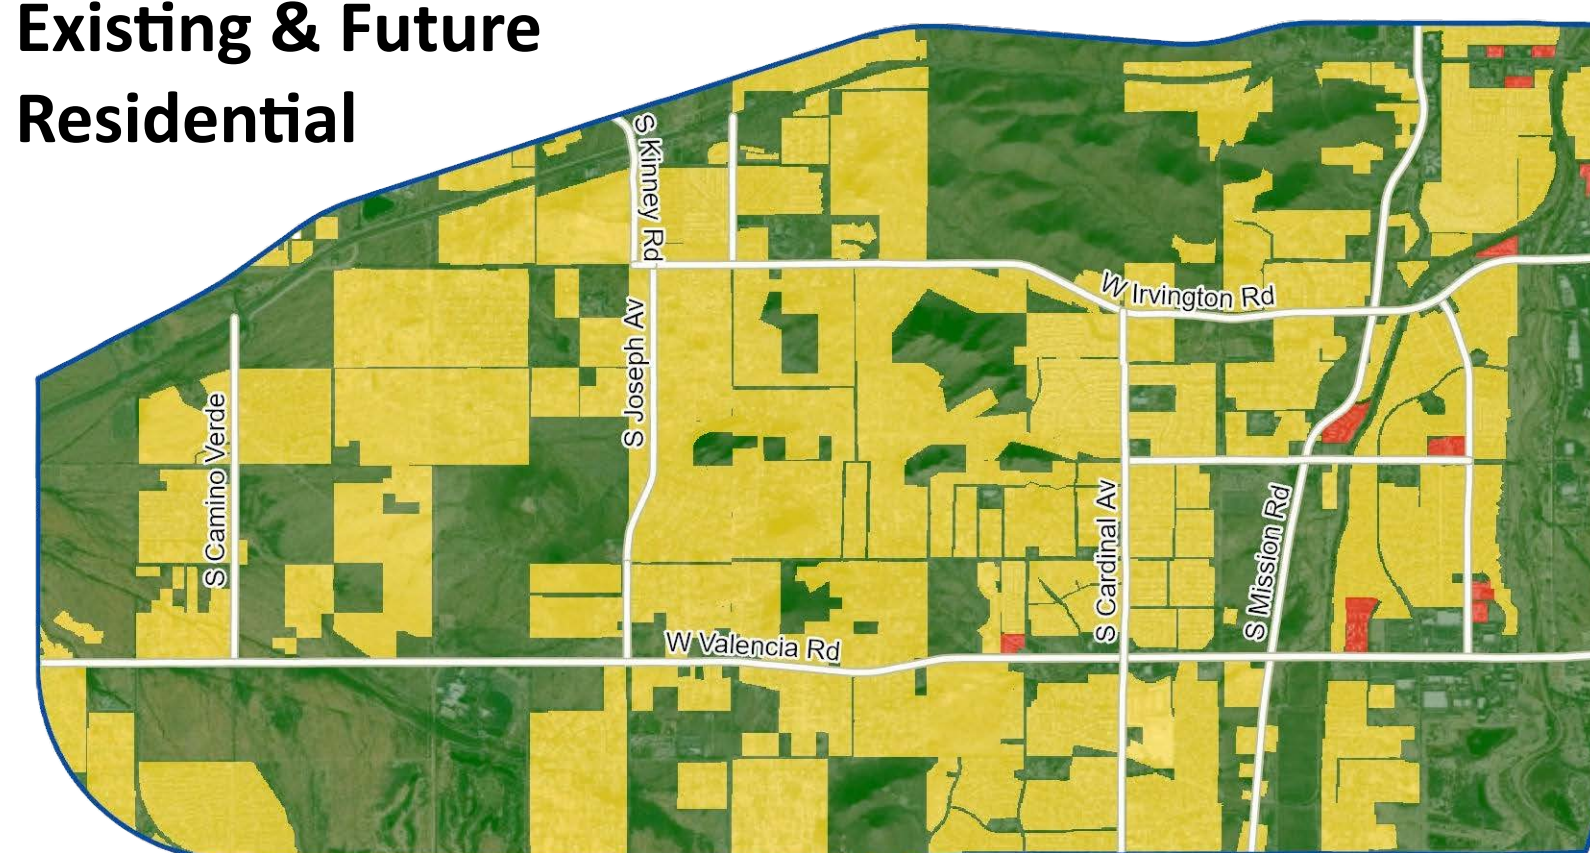 Existing & Future
Residential
S Kinney Rd
W Irvington Rd
S Joseph Av
S Camino Verde
S Cardinal Av
S Mission Rd
W Valencia Rd